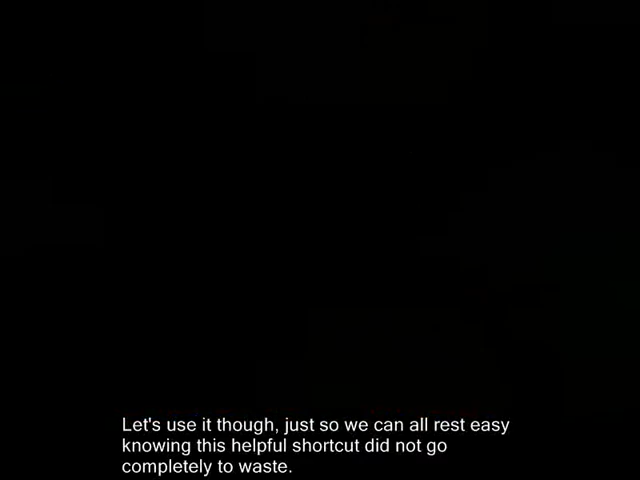 Let's use it though, just so we can all rest easy
knowing this helpful shortcut did not go
completely to waste.